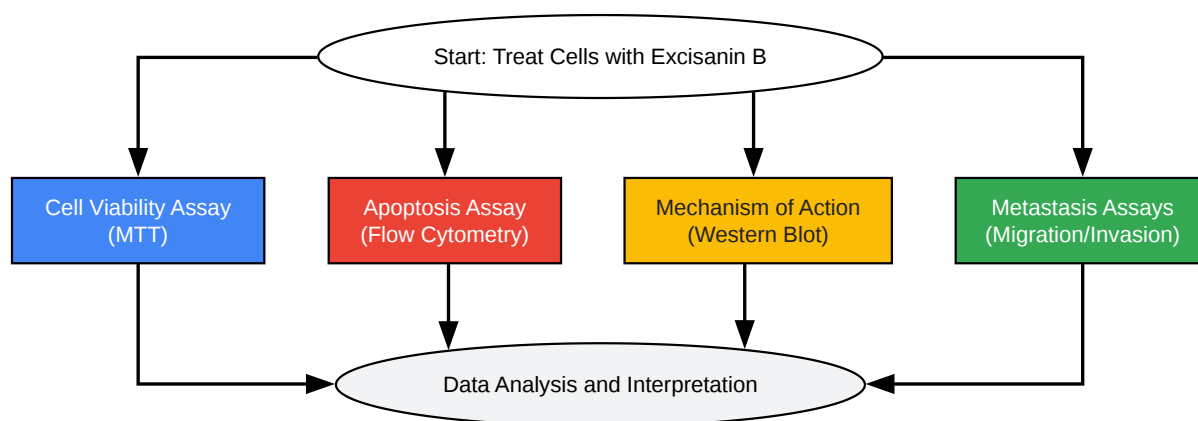 Start: Treat Cells with Excisanin B
Cell Viability Assay
(MTT)
Apoptosis Assay
(Flow Cytometry)
Mechanism of Action
(Western Blot)
Metastasis Assays
(Migration/Invasion)
Data Analysis and Interpretation